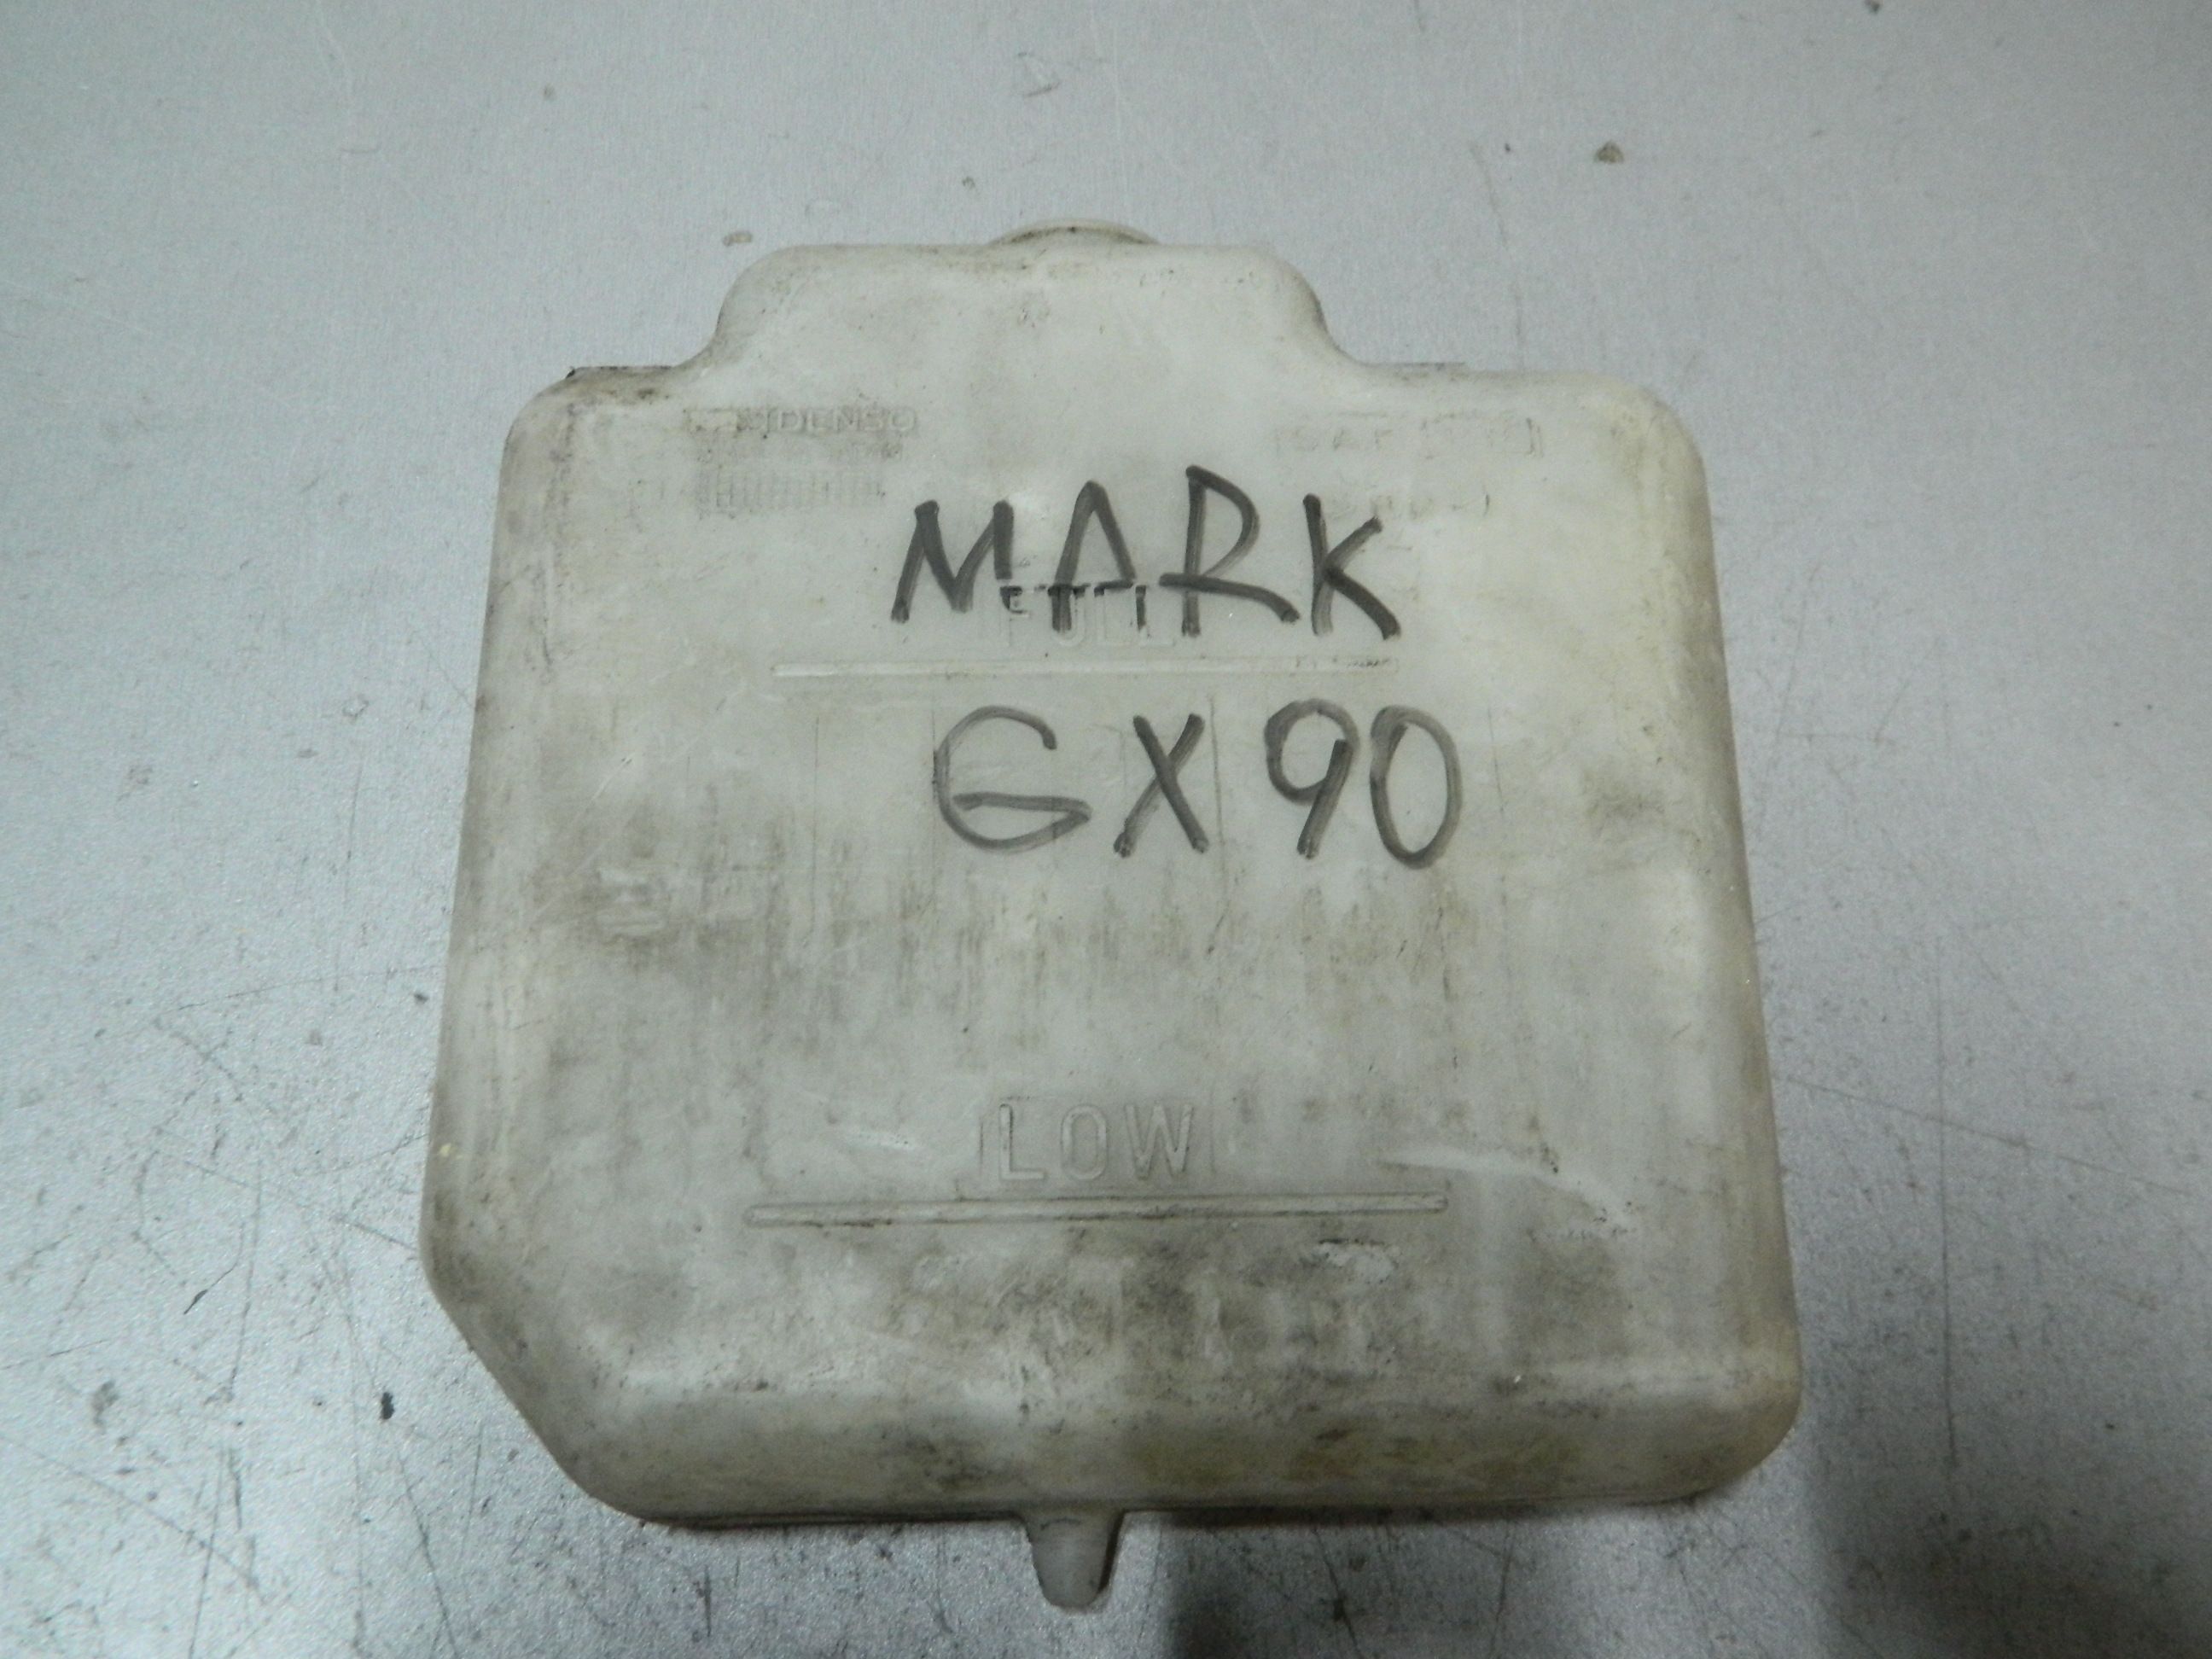 DENSO
MARK
FULL
GX90
LOW